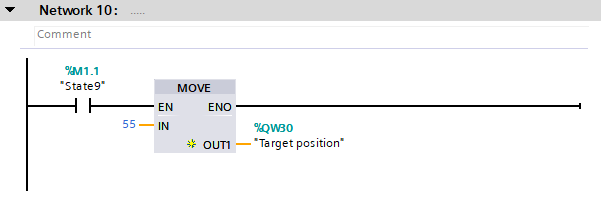 Network 10: .....
Comment
%M1.1
"State9"
MOVE
EN ENO
55 IN
%QW30
OUT1 "Target position"